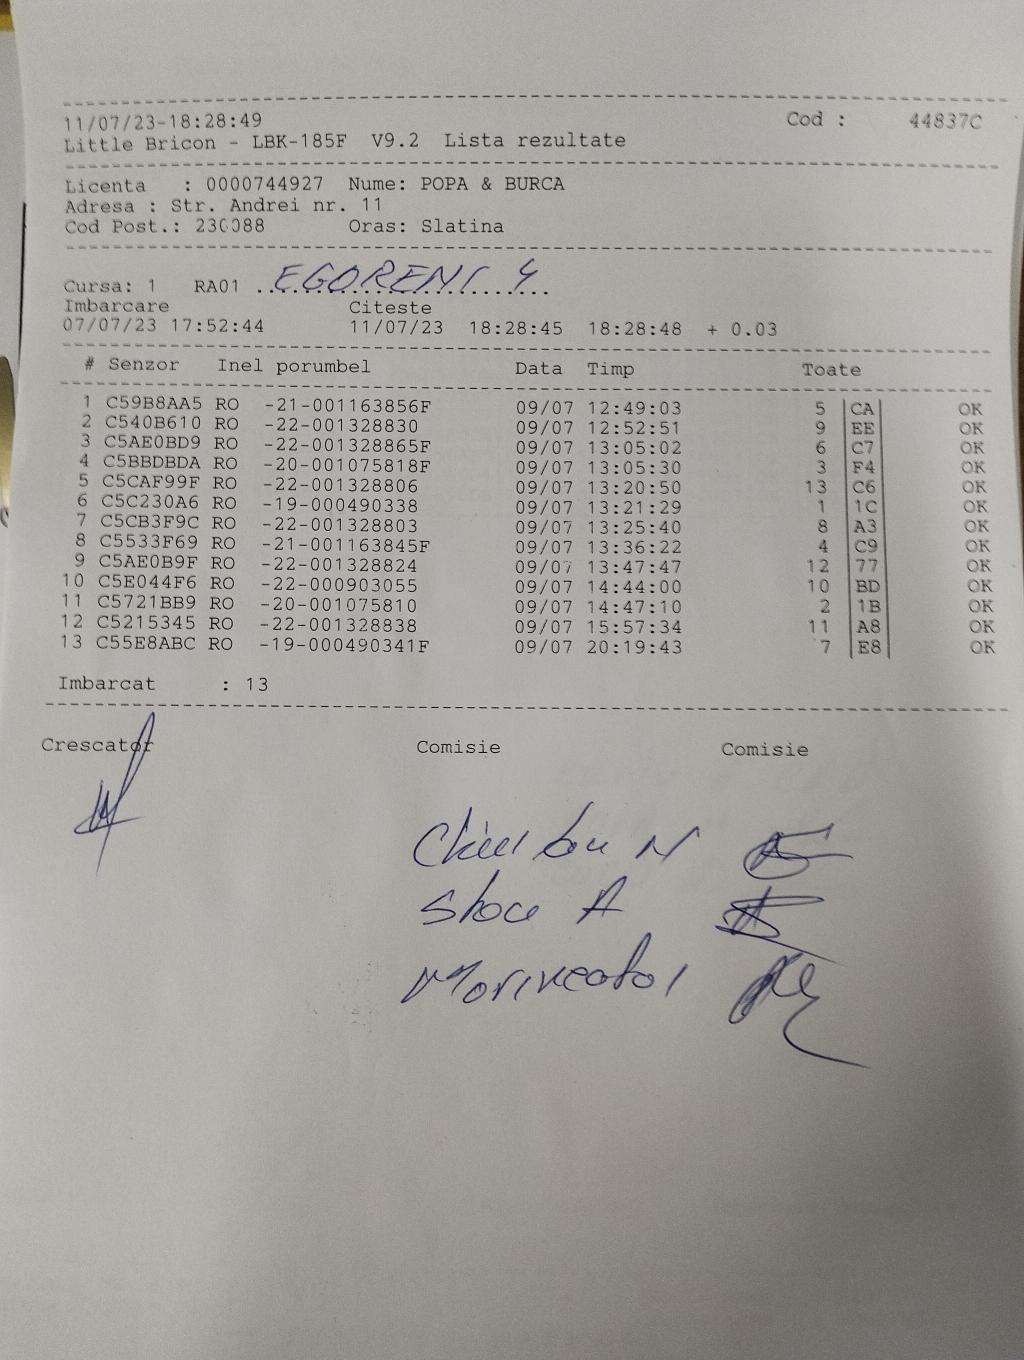 11/07/23-18:28:49 Cod : 44837C
Little Bricon - LBK-185F V9.2 Lista rezultate
Licenta : 0000744927 Nume: POPA & BURCA
Adresa : Str. Andrei nr. 11
Cod Post.: 230088 Oras: Slatina
Cursa: 1 RA01 EGORENI 4
Imbarcare Citeste
07/07/23 17:52:44 11/07/23 18:28:45 18:28:48 + 0.03
# Senzor Inel porumbel Data Timp Toate
1 C59B8AA5 RO -21-001163856F 09/07 12:49:03 5 |CA| OK
2 C540B610 RO -22-001328830 09/07 12:52:51 9 |EE| OK
3 C5AE0BD9 RO -22-001328865F 09/07 13:05:02 6 |C7| OK
4 C5BBDBDA RO -20-001075818F 09/07 13:05:30 3 |F4| OK
5 C5CAF99F RO -22-001328806 09/07 13:20:50 13 |C6| OK
6 C5C230A6 RO -19-000490338 09/07 13:21:29 1 |1C| OK
7 C5CB3F9C RO -22-001328803 09/07 13:25:40 8 |A3| OK
8 C5533F69 RO -21-001163845F 09/07 13:36:22 4 |C9| OK
9 C5AE0B9F RO -22-001328824 09/07 13:47:47 12 |77| OK
10 C5E044F6 RO -22-000903055 09/07 14:44:00 10 |BD| OK
11 C5721BB9 RO -20-001075810 09/07 14:47:10 2 |1B| OK
12 C5215345 RO -22-001328838 09/07 15:57:34 11 |A8| OK
13 C55E8ABC RO -19-000490341F 09/07 20:19:43 7 |E8| OK
Imbarcat : 13
Crescator Comisie Comisie
N
A